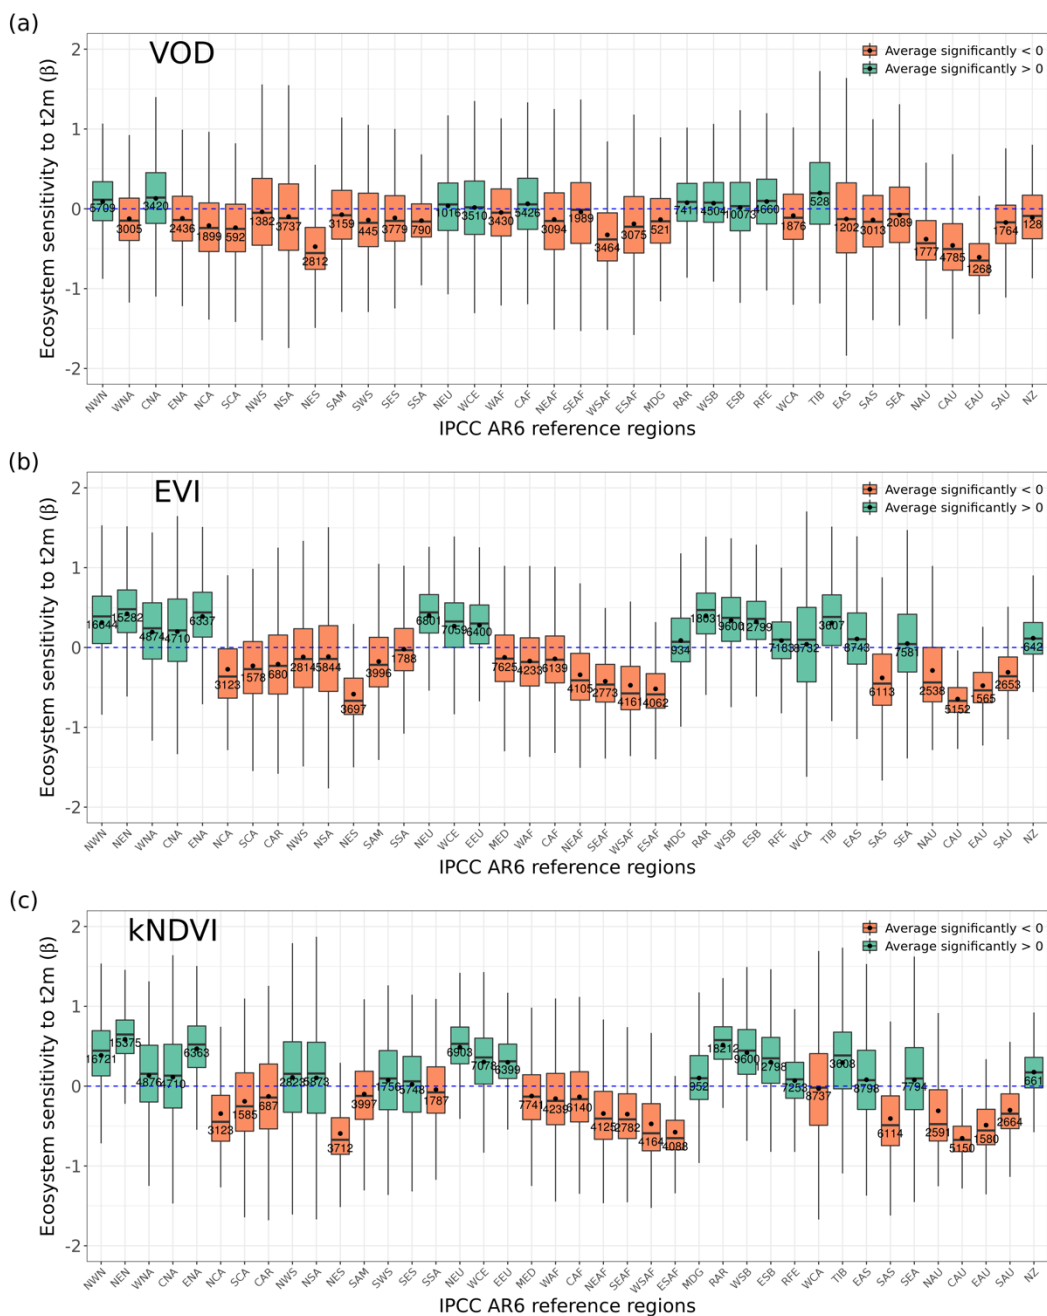 (a)
VOD
Average significantly < 0
Average significantly > 0
Ecosystem sensitivity to t2m (β)
2
1
0
-1
-2
5709 3005 3420 2436 1899 592 1382 3737 2812 3159 445 3779 790 1016 3510 3430 5426 3094 1989 3464 3075 521 7411 4504 10073 4660 1876 528 1202 3013 2089 1777 4785 1268 1764 128
NWN WNA CNA ENA NCA SCA NWS NSA NES SAM SWS SES SSA NEU WCE WAF CAF NEAF SEAF WSAF ESAF MDG RAR WSB ESB RFE WCA TIB EAS SAS SEA NAU CAU EAU SAU NZ
IPCC AR6 reference regions
(b)
EVI
Average significantly < 0
Average significantly > 0
Ecosystem sensitivity to t2m (β)
2
1
0
-1
-2
16644 15282 4874 4710 6337 3123 1578 680 2814 5844 3697 3996 1788 6801 7059 6400 7625 4233 6139 4105 2773 4161 4062 934 9600 12799 7183 8732 3607 8743 6113 7581 2538 5152 1565 2653 642
NWN NEN WNA CNA ENA NCA SCA CAR NWS NSA NES SAM SSA NEU WCE EEU MED WAF CAF NEAF SEAF WSAF ESAF MDG RAR WSB ESB RFE WCA TIB EAS SAS SEA NAU CAU EAU SAU NZ
IPCC AR6 reference regions
(c)
kNDVI
Average significantly < 0
Average significantly > 0
Ecosystem sensitivity to t2m (β)
2
1
0
-1
-2
16721 15375 4876 4710 6363 3123 1585 687 2823 5873 3712 3997 1756 5748 1787 6903 7078 6399 7741 4239 6140 4125 2782 4164 4088 952 18212 9600 12798 7253 8737 3608 8798 6114 7794 2591 5150 1580 2664 661
NWN NEN WNA CNA ENA NCA SCA CAR NWS NSA NES SAM SWS SES SSA NEU WCE EEU MED WAF CAF NEAF SEAF WSAF ESAF MDG RAR WSB ESB RFE WCA TIB EAS SAS SEA NAU CAU EAU SAU NZ
IPCC AR6 reference regions